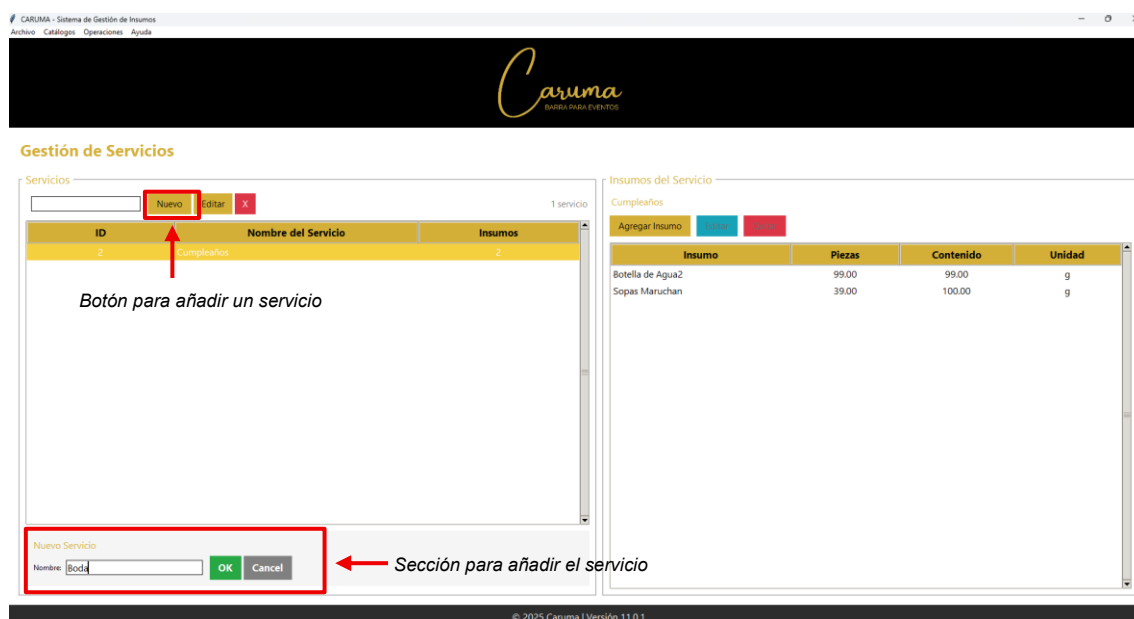 CARUMA - Sistema de Gestión de Insumos
Archivo Catálogos Operaciones Ayuda
Caruma
BARRA PARA EVENTOS
Gestión de Servicios
Servicios
Nuevo Editar X 1 servicio
ID Nombre del Servicio Insumos
2 Cumpleaños 2
Botón para añadir un servicio
Nuevo Servicio
Nombre: Boda OK Cancel
Sección para añadir el servicio
Insumos del Servicio
Cumpleaños
Agregar Insumo
Insumo Piezas Contenido Unidad
Botella de Agua2 99.00 99.00 g
Sopas Maruchan 39.00 100.00 g
© 2025 Caruma | Versión 11.0.1